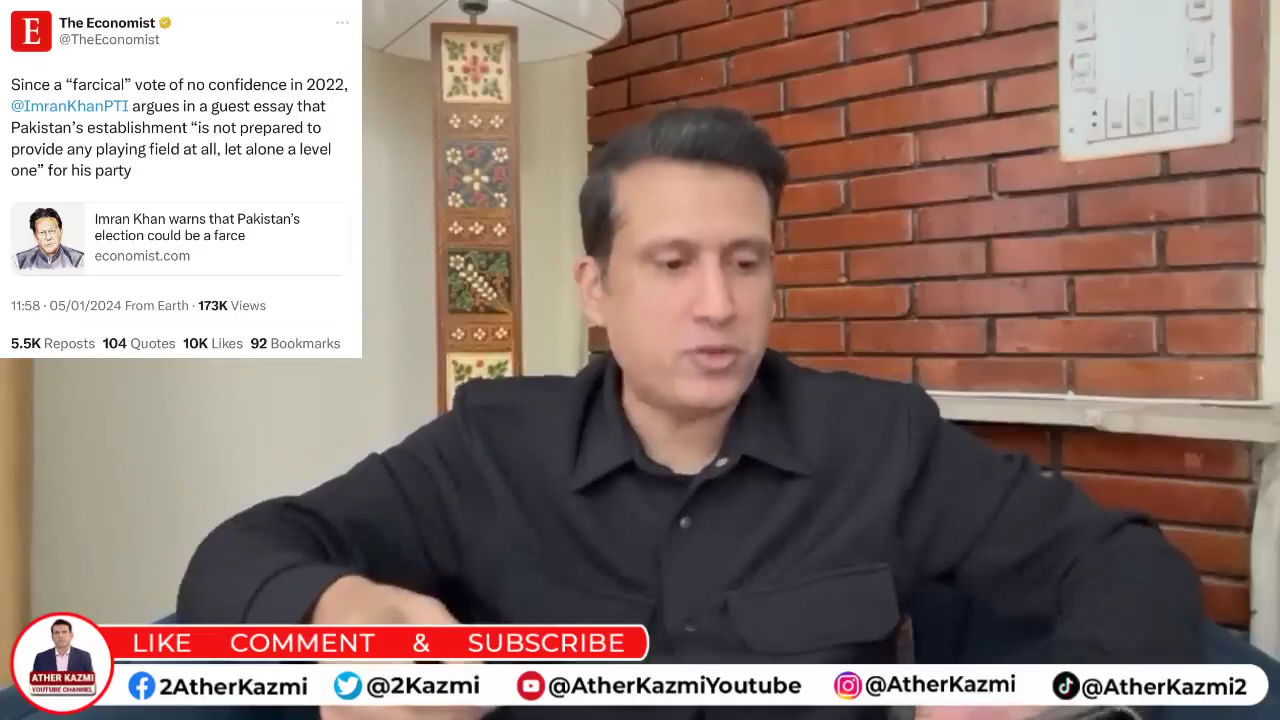 The Economist
@TheEconomist
Since a “farcical” vote of no confidence in 2022,
@ImranKhanPTI argues in a guest essay that
Pakistan’s establishment “is not prepared to
provide any playing field at all, let alone a level
one” for his party
Imran Khan warns that Pakistan’s
election could be a farce
economist.com
11:58 · 05/01/2024 From Earth · 173K Views
5.5K Reposts 104 Quotes 10K Likes 92 Bookmarks
LIKE COMMENT & SUBSCRIBE
ATHER KAZMI
YOUTUBE CHANNEL
2AtherKazmi @2Kazmi @AtherKazmiYoutube @AtherKazmi @AtherKazmi2